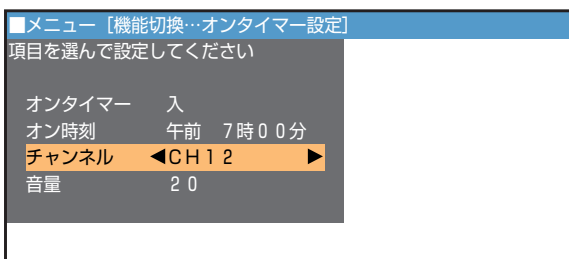 ■メニュー [機能切換…オンタイマー設定]
項目を選んで設定してください
オンタイマー 入
オン時刻 午前 7時00分
チャンネル ◀CH12 ▶
音量 20